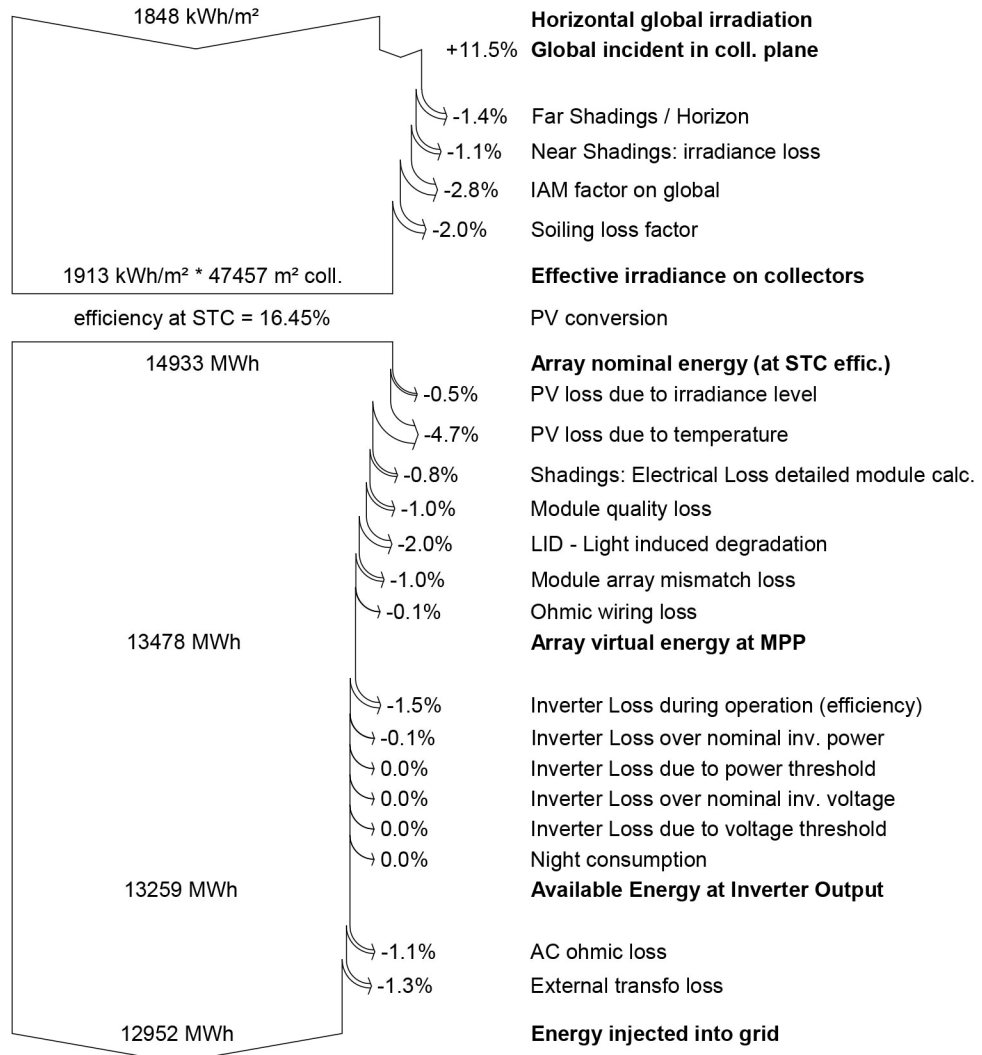 1848 kWh/m² Horizontal global irradiation
+11.5% Global incident in coll. plane
-1.4% Far Shadings / Horizon
-1.1% Near Shadings: irradiance loss
-2.8% IAM factor on global
-2.0% Soiling loss factor
1913 kWh/m² * 47457 m² coll. Effective irradiance on collectors
efficiency at STC = 16.45% PV conversion
14933 MWh Array nominal energy (at STC effic.)
-0.5% PV loss due to irradiance level
-4.7% PV loss due to temperature
-0.8% Shadings: Electrical Loss detailed module calc.
-1.0% Module quality loss
-2.0% LID - Light induced degradation
-1.0% Module array mismatch loss
-0.1% Ohmic wiring loss
13478 MWh Array virtual energy at MPP
-1.5% Inverter Loss during operation (efficiency)
-0.1% Inverter Loss over nominal inv. power
0.0% Inverter Loss due to power threshold
0.0% Inverter Loss over nominal inv. voltage
0.0% Inverter Loss due to voltage threshold
0.0% Night consumption
13259 MWh Available Energy at Inverter Output
-1.1% AC ohmic loss
-1.3% External transfo loss
12952 MWh Energy injected into grid